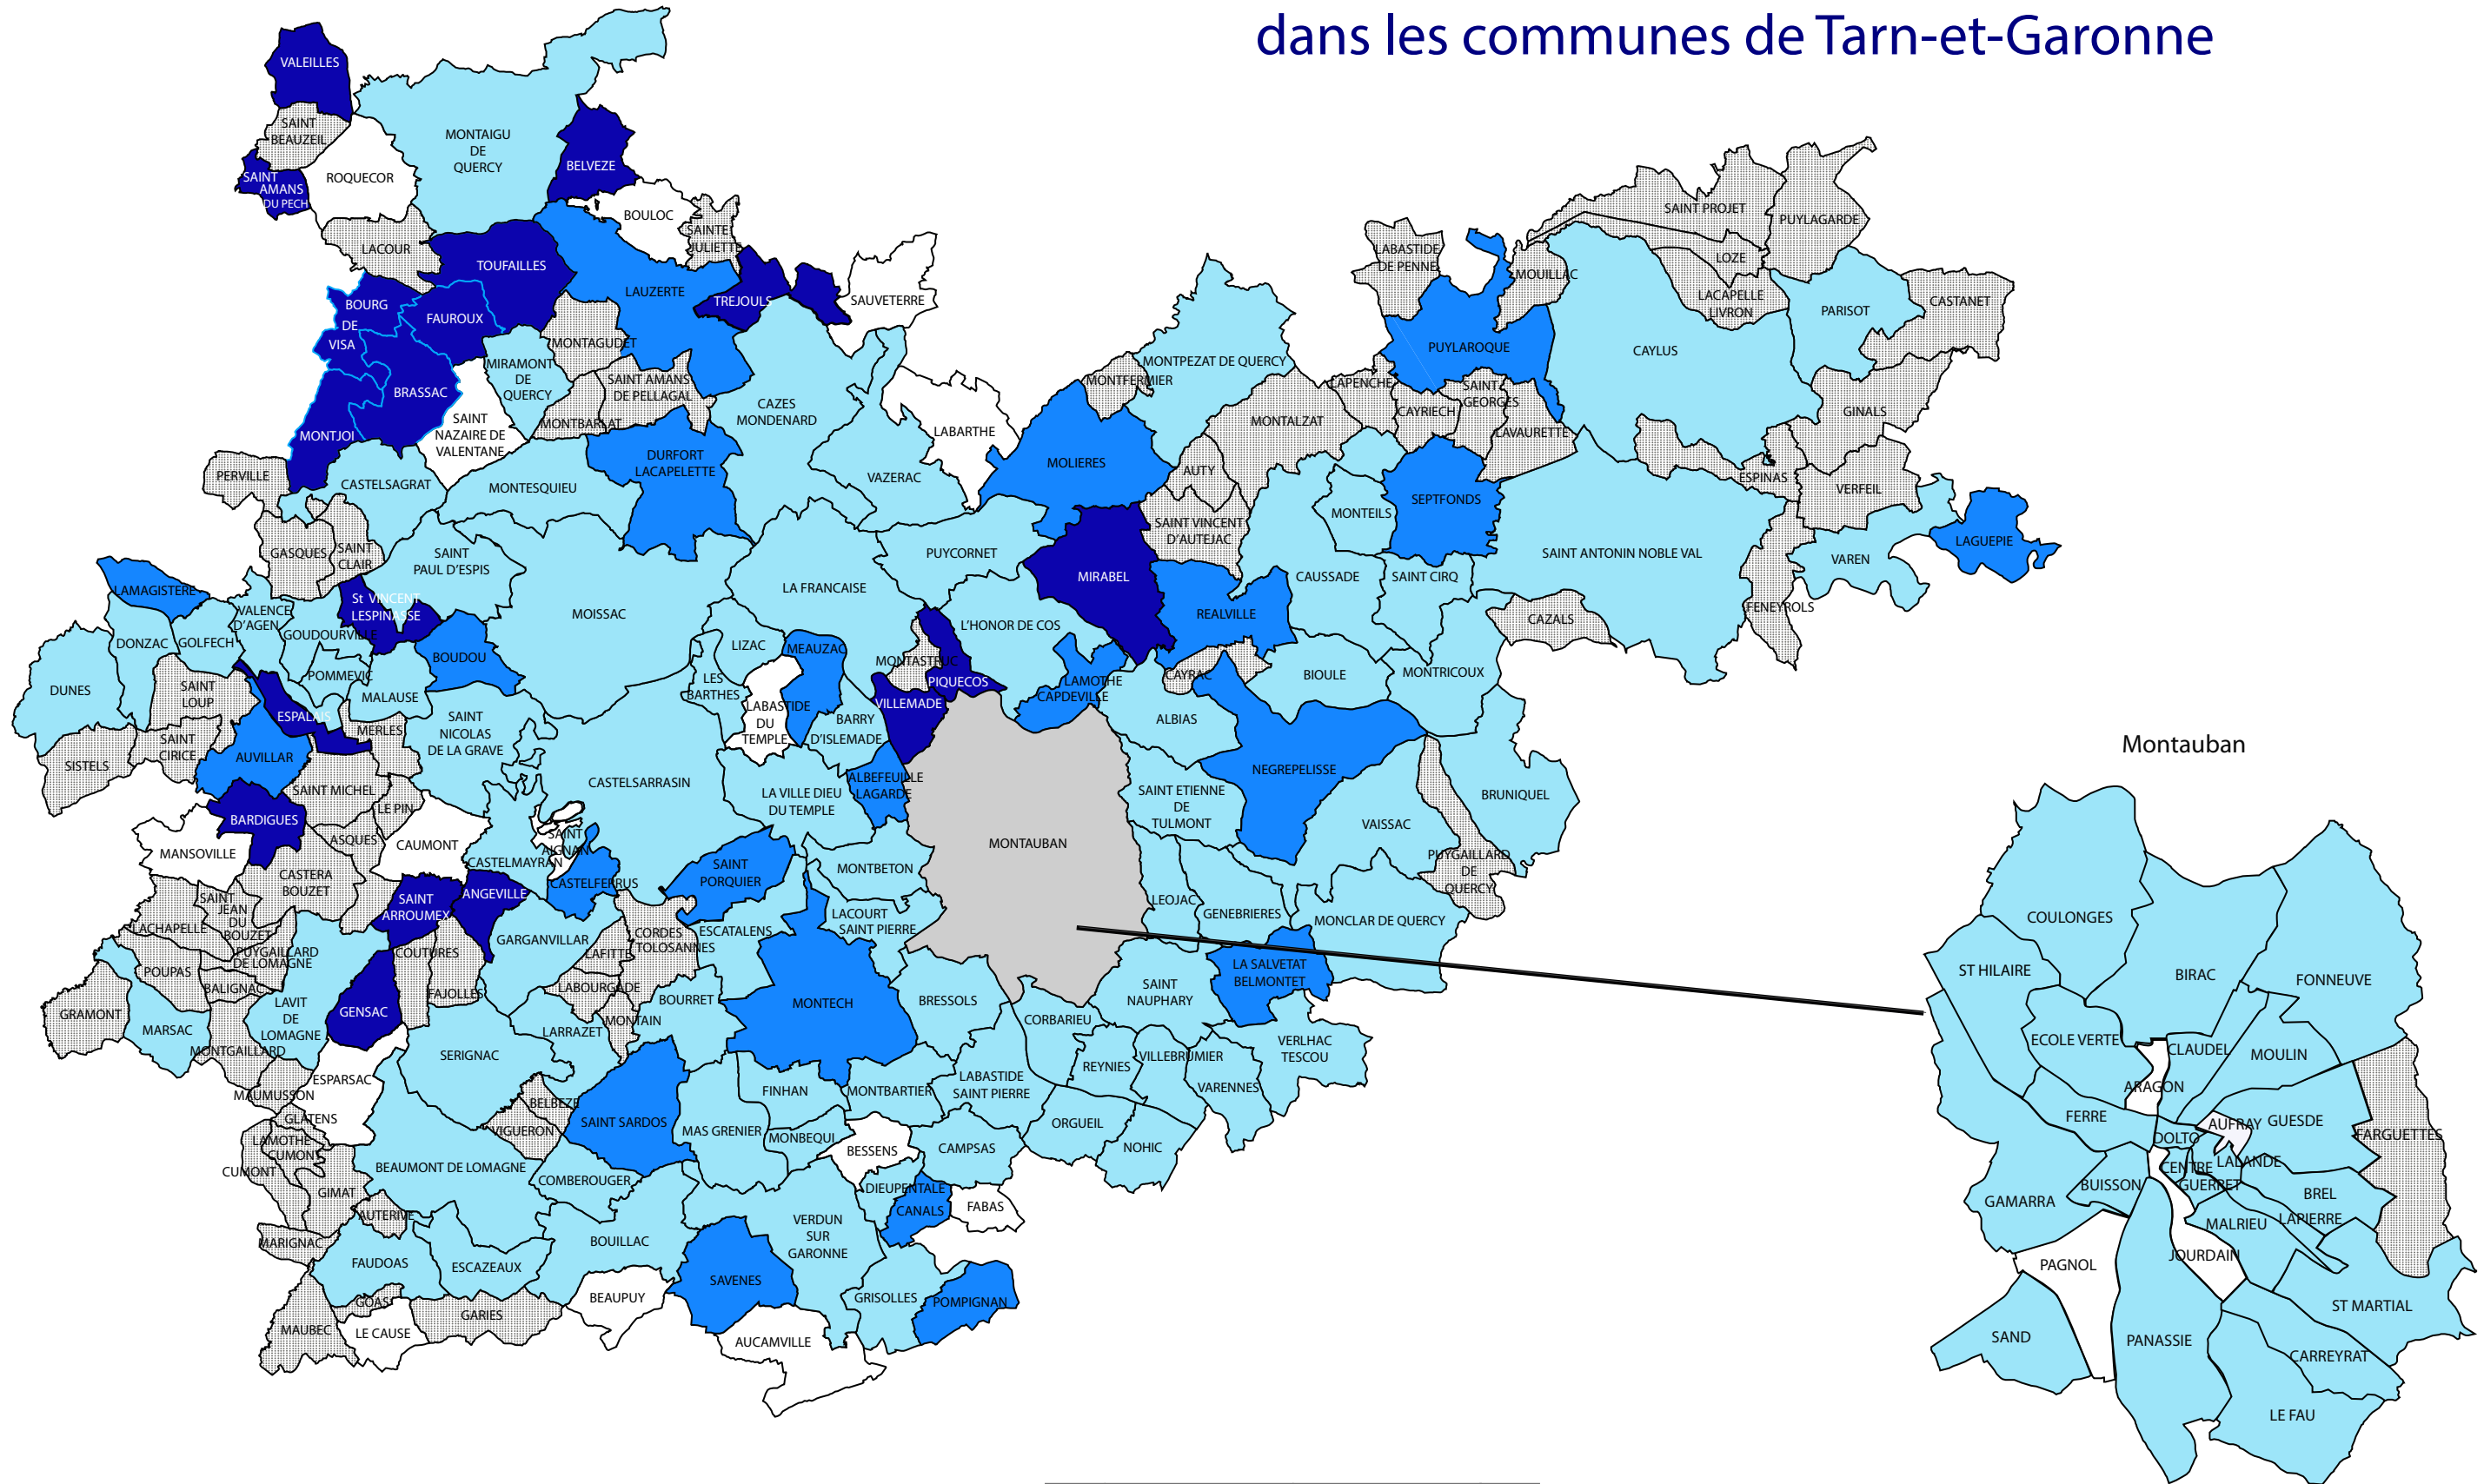 dans les communes de Tarn-et-Garonne
VALEILLES
SAINT
BEAUZEIL
SAINT
AMANS
DU PECH
ROQUECOR
MONTAIGU
DE
QUERCY
BELVEZE
BOULOC
SAINTE
JULIETTE
LACOUR
TOUFAILLES
LAUZERTE
TREJOULS
SAUVETERRE
BOURG
DE
VISA
FAUROUX
BRASSAC
MONTJOI
MIRAMONT
DE
QUERCY
MONTAGUDET
SAINT AMANS
DE PELLAGAL
MONTBARLAT
SAINT
NAZAIRE DE
VALENTANE
CAZES
MONDENARD
LABARTHE
VAZERAC
DURFORT
LACAPELETTE
MONTESQUIEU
CASTELSAGRAT
PERVILLE
GASQUES
SAINT
CLAIR
SAINT
PAUL D'ESPIS
St VINCENT
LESPINASSE
MONTPEZAT DE QUERCY
MONTFERMIER
MOLIERES
LABASTIDE
DE PENNE
MOUILLAC
SAINT PROJET
PUYLAGARDE
LOZE
LACAPELLE
LIVRON
PARISOT
CASTANET
PUYLAROQUE
CAYLUS
LAPENCHE
MONTALZAT
CAYRIECH
SAINT
GEORGES
LAVAURETTE
GINALS
AUTY
ESPINAS
VERFEIL
SEPTFONDS
MONTEILS
SAINT VINCENT
D'AUTEJAC
SAINT ANTONIN NOBLE VAL
LAGUEPIE
VAREN
FENEYROLS
CAZALS
PUYCORNET
MIRABEL
CAUSSADE
SAINT CIRQ
REALVILLE
LA FRANCAISE
L'HONOR DE COS
MOISSAC
LAMAGISTERE
VALENCE
D'AGEN
GOUDOURVILLE
DONZAC
GOLFECH
BOUDOU
POMMEVIC
MALAUSE
DUNES
SAINT
LOUP
ESPALAIS
MERLES
SAINT
CIRICE
SISTELS
AUVILLAR
SAINT
NICOLAS
DE LA GRAVE
LIZAC
MEAUZAC
LES
BARTHES
LABASTIDE
DU
TEMPLE
BARRY
D'ISLEMADE
MONTASTRUC
PIQUECOS
VILLEMADE
LAMOTHE
CAPDEVILLE
CAYRAC
BIOULE
MONTRICOUX
ALBIAS
NEGREPELISSE
BRUNIQUEL
VAISSAC
SAINT ETIENNE
DE
TULMONT
PUYGAILLARD
DE
QUERCY
CASTELSARRASIN
LA VILLE DIEU
DU TEMPLE
ALBEFEUILLE
LAGARDE
MONTAUBAN
SAINT MICHEL
LE PIN
BARDIGUES
MANSOVILLE
ASQUES
CAUMONT
SAINT
AIGNAN
CASTELMAYRAN
CASTELFERRUS
CASTERA
BOUZET
SAINT
JEAN
DU
BOUZET
LACHAPELLE
SAINT
ARROUMEX
ANGEVILLE
SAINT
PORQUIER
MONTBETON
LACOURT
SAINT PIERRE
ESCATALENS
LEOJAC
GENEBRIERES
MONCLAR DE QUERCY
LA SALVETAT
BELMONTET
GARGANVILLAR
CORDES
TOLOSANNES
LAFITTE
COUTURES
PUYGAILLARD
DE LOMAGNE
POUPAS
BALIGNAC
LAVIT
DE
LOMAGNE
GENSAC
FAJOLLES
LABOURGADE
BOURRET
MONTECH
BRESSOLS
SAINT
NAUPHARY
GRAMONT
MARSAC
MONTGAILLARD
LARRAZET
MONTAIN
CORBARIEU
VERLHAC
TESCOU
SERIGNAC
REYNIES
VILLEBRUMIER
VARENNES
ESPARSAC
MAUMUSSON
GLATENS
LAMOTHE
CUMONT
CUMONT
GIMAT
BELBEZE
VIGUERON
SAINT SARDOS
MAS GRENIER
FINHAN
MONTBARTIER
LABASTIDE
SAINT PIERRE
ORGUEIL
NOHIC
MONBEQUI
BESSENS
CAMPSAS
BEAUMONT DE LOMAGNE
COMBEROUGER
DIEUPENTALE
CANALS
FABAS
AUTERIVE
MARIGNAC
FAUDOAS
ESCAZEAUX
BOUILLAC
VERDUN
SUR
GARONNE
SAVENES
GRISOLLES
POMPIGNAN
BEAUPUY
GOAS
GARIES
MAUBEC
LE CAUSE
AUCAMVILLE
Montauban
COULONGES
ST HILAIRE
BIRAC
FONNEUVE
ECOLE VERTE
CLAUDEL
MOULIN
ARAGON
FERRE
AUFRAY
GUESDE
DOLTO
FARGUETTES
CENTRE
LALANDE
GUERRET
BUISSON
GAMARRA
BREL
MALRIEU
LAPIERRE
JOURDAIN
PAGNOL
ST MARTIAL
SAND
PANASSIE
CARREYRAT
LE FAU